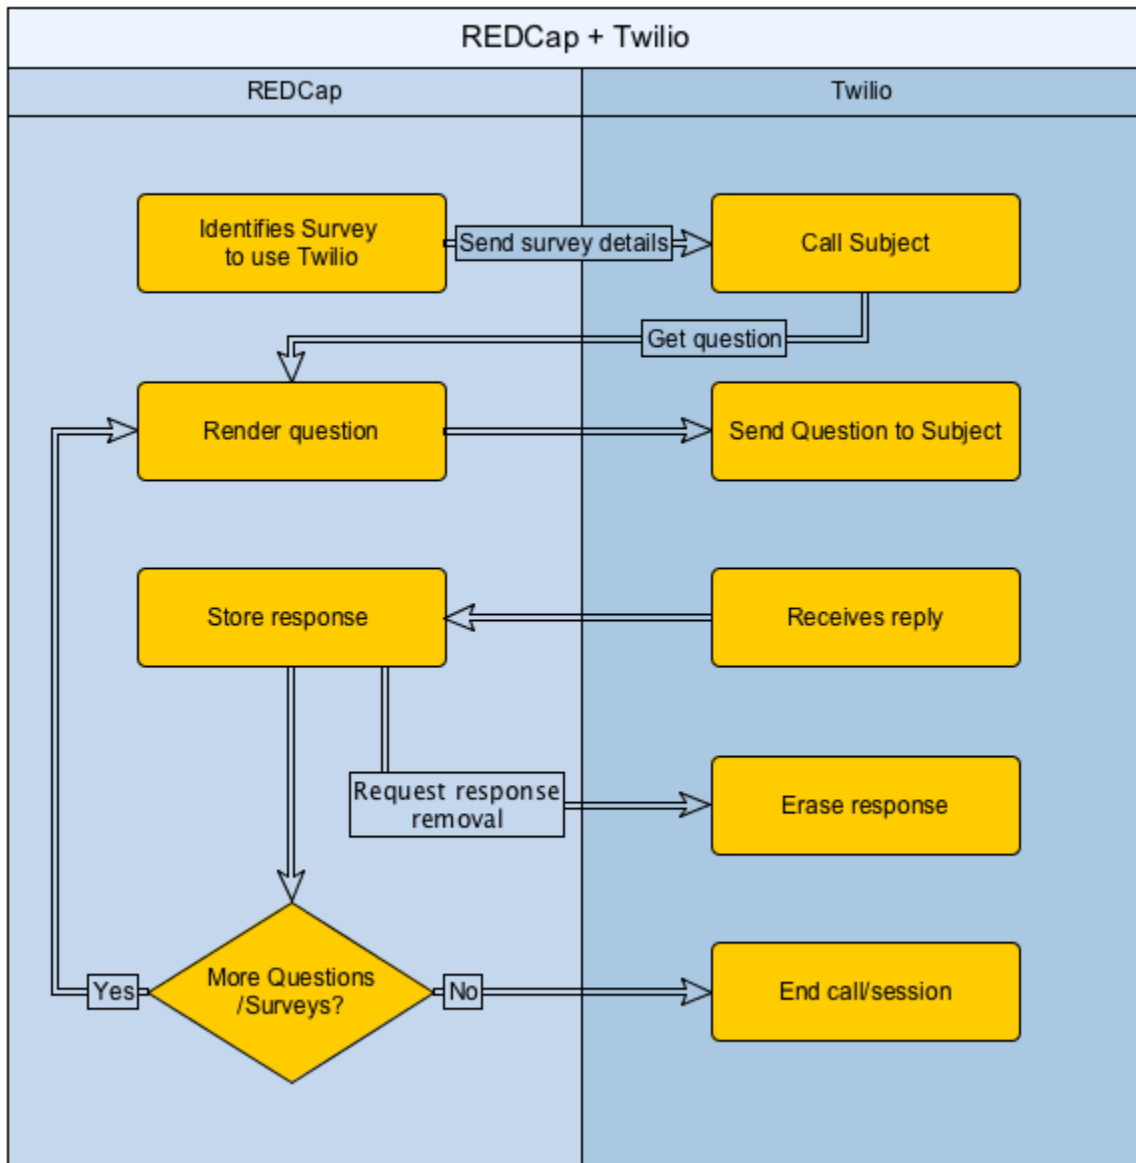 REDCap + Twilio
REDCap
Twilio
Identifies Survey
to use Twilio
Send survey details
Call Subject
Get question
Render question
Send Question to Subject
Store response
Receives reply
Request response
removal
Erase response
More Questions
/Surveys?
Yes
No
End call/session